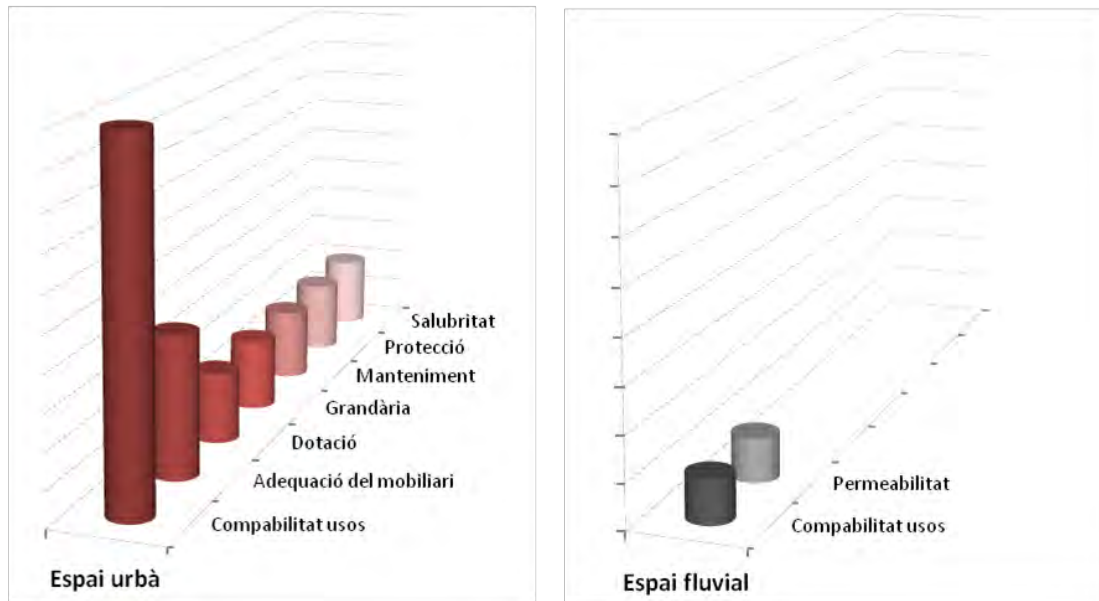 Salubritat
Protecció
Manteniment
Grandària
Dotació
Adequació del mobiliari
Compabilitat usos
Espai urbà
Permeabilitat
Compabilitat usos
Espai fluvial